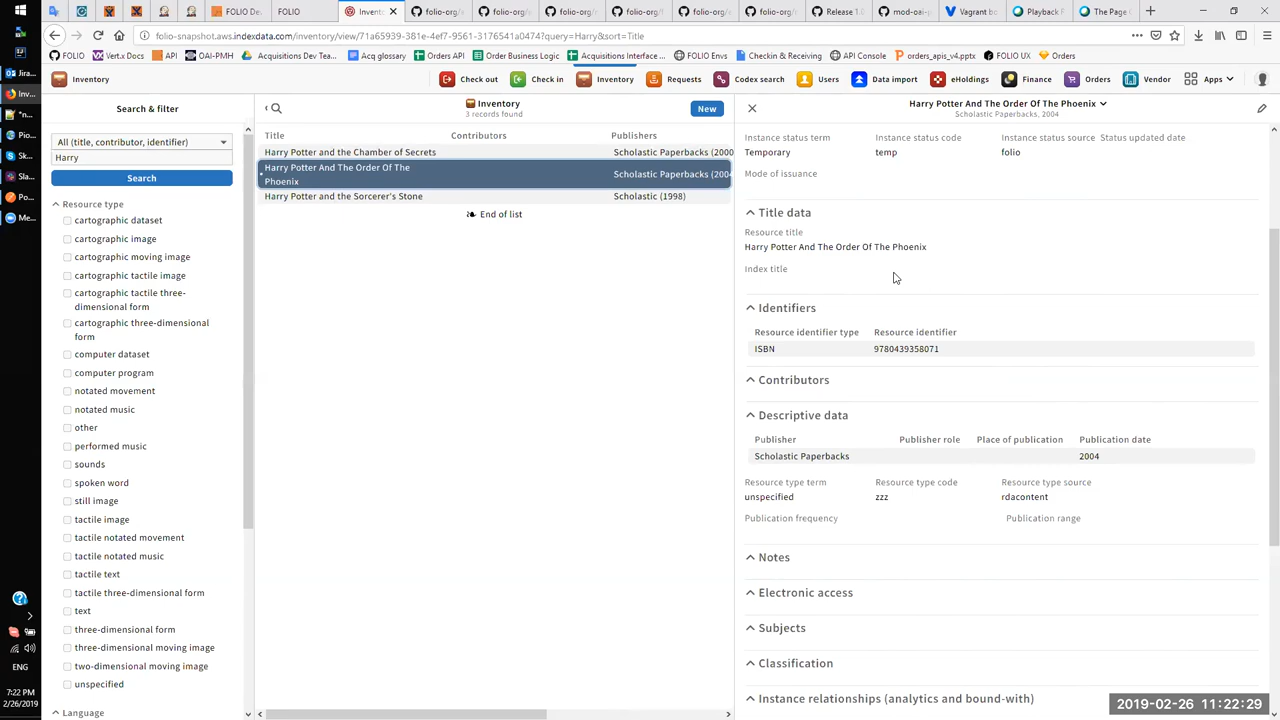 FOLIO De
FOLIO
Invento
folio-org/
folio-org/
folio-org/r
folio-org/f
folio-org/
folio-org/
Release 1.0
mod-oai-p
Vagrant bo
Playback F
The Page C
folio-snapshot.aws.indexdata.com/inventory/view/71a65939-381e-4ef7-9561-3176541a0474?query=Harry&sort=Title
FOLIO
Vert.x Docs
API
OAI-PMH
Acquisitions Dev Tea...
Acq glossary
Orders API
Order Business Logic
Acquisitions Interface ...
FOLIO Envs
Checking & Receiving
API Console
orders_apis_v4.pptx
FOLIO UX
Orders
Inventory
Check out
Check in
Inventory
Requests
Codex search
Users
Data import
eHoldings
Finance
Orders
Vendor
Apps
Jira...
Inv...
"n...
Pio...
Sk...
Sla...
Po...
Me...
ENG
7:22 PM
2/26/2019
Search & filter
All (title, contributor, identifier)
Harry
Search
Resource type
cartographic dataset
cartographic image
cartographic moving image
cartographic tactile image
cartographic tactile three-
dimensional form
cartographic three-dimensional
form
computer dataset
computer program
notated movement
notated music
other
performed music
sounds
spoken word
still image
tactile image
tactile notated movement
tactile notated music
tactile text
tactile three-dimensional form
text
three-dimensional form
three-dimensional moving image
two-dimensional moving image
unspecified
Language
Inventory
3 records found
New
Title Contributors Publishers
Harry Potter and the Chamber of Secrets Scholastic Paperbacks (2000
Harry Potter And The Order Of The
Phoenix
Scholastic Paperbacks (2004
Harry Potter and the Sorcerer's Stone Scholastic (1998)
End of list
Harry Potter And The Order Of The Phoenix
Scholastic Paperbacks, 2004
Instance status term Instance status code Instance status source Status updated date
Temporary temp folio
Mode of issuance
Title data
Resource title
Harry Potter And The Order Of The Phoenix
Index title
Identifiers
Resource identifier type Resource identifier
ISBN 9780439358071
Contributors
Descriptive data
Publisher Publisher role Place of publication Publication date
Scholastic Paperbacks 2004
Resource type term Resource type code Resource type source
unspecified zzz rdacontent
Publication frequency Publication range
Notes
Electronic access
Subjects
Classification
Instance relationships (analytics and bound-with)
2019-02-26 11:22:29